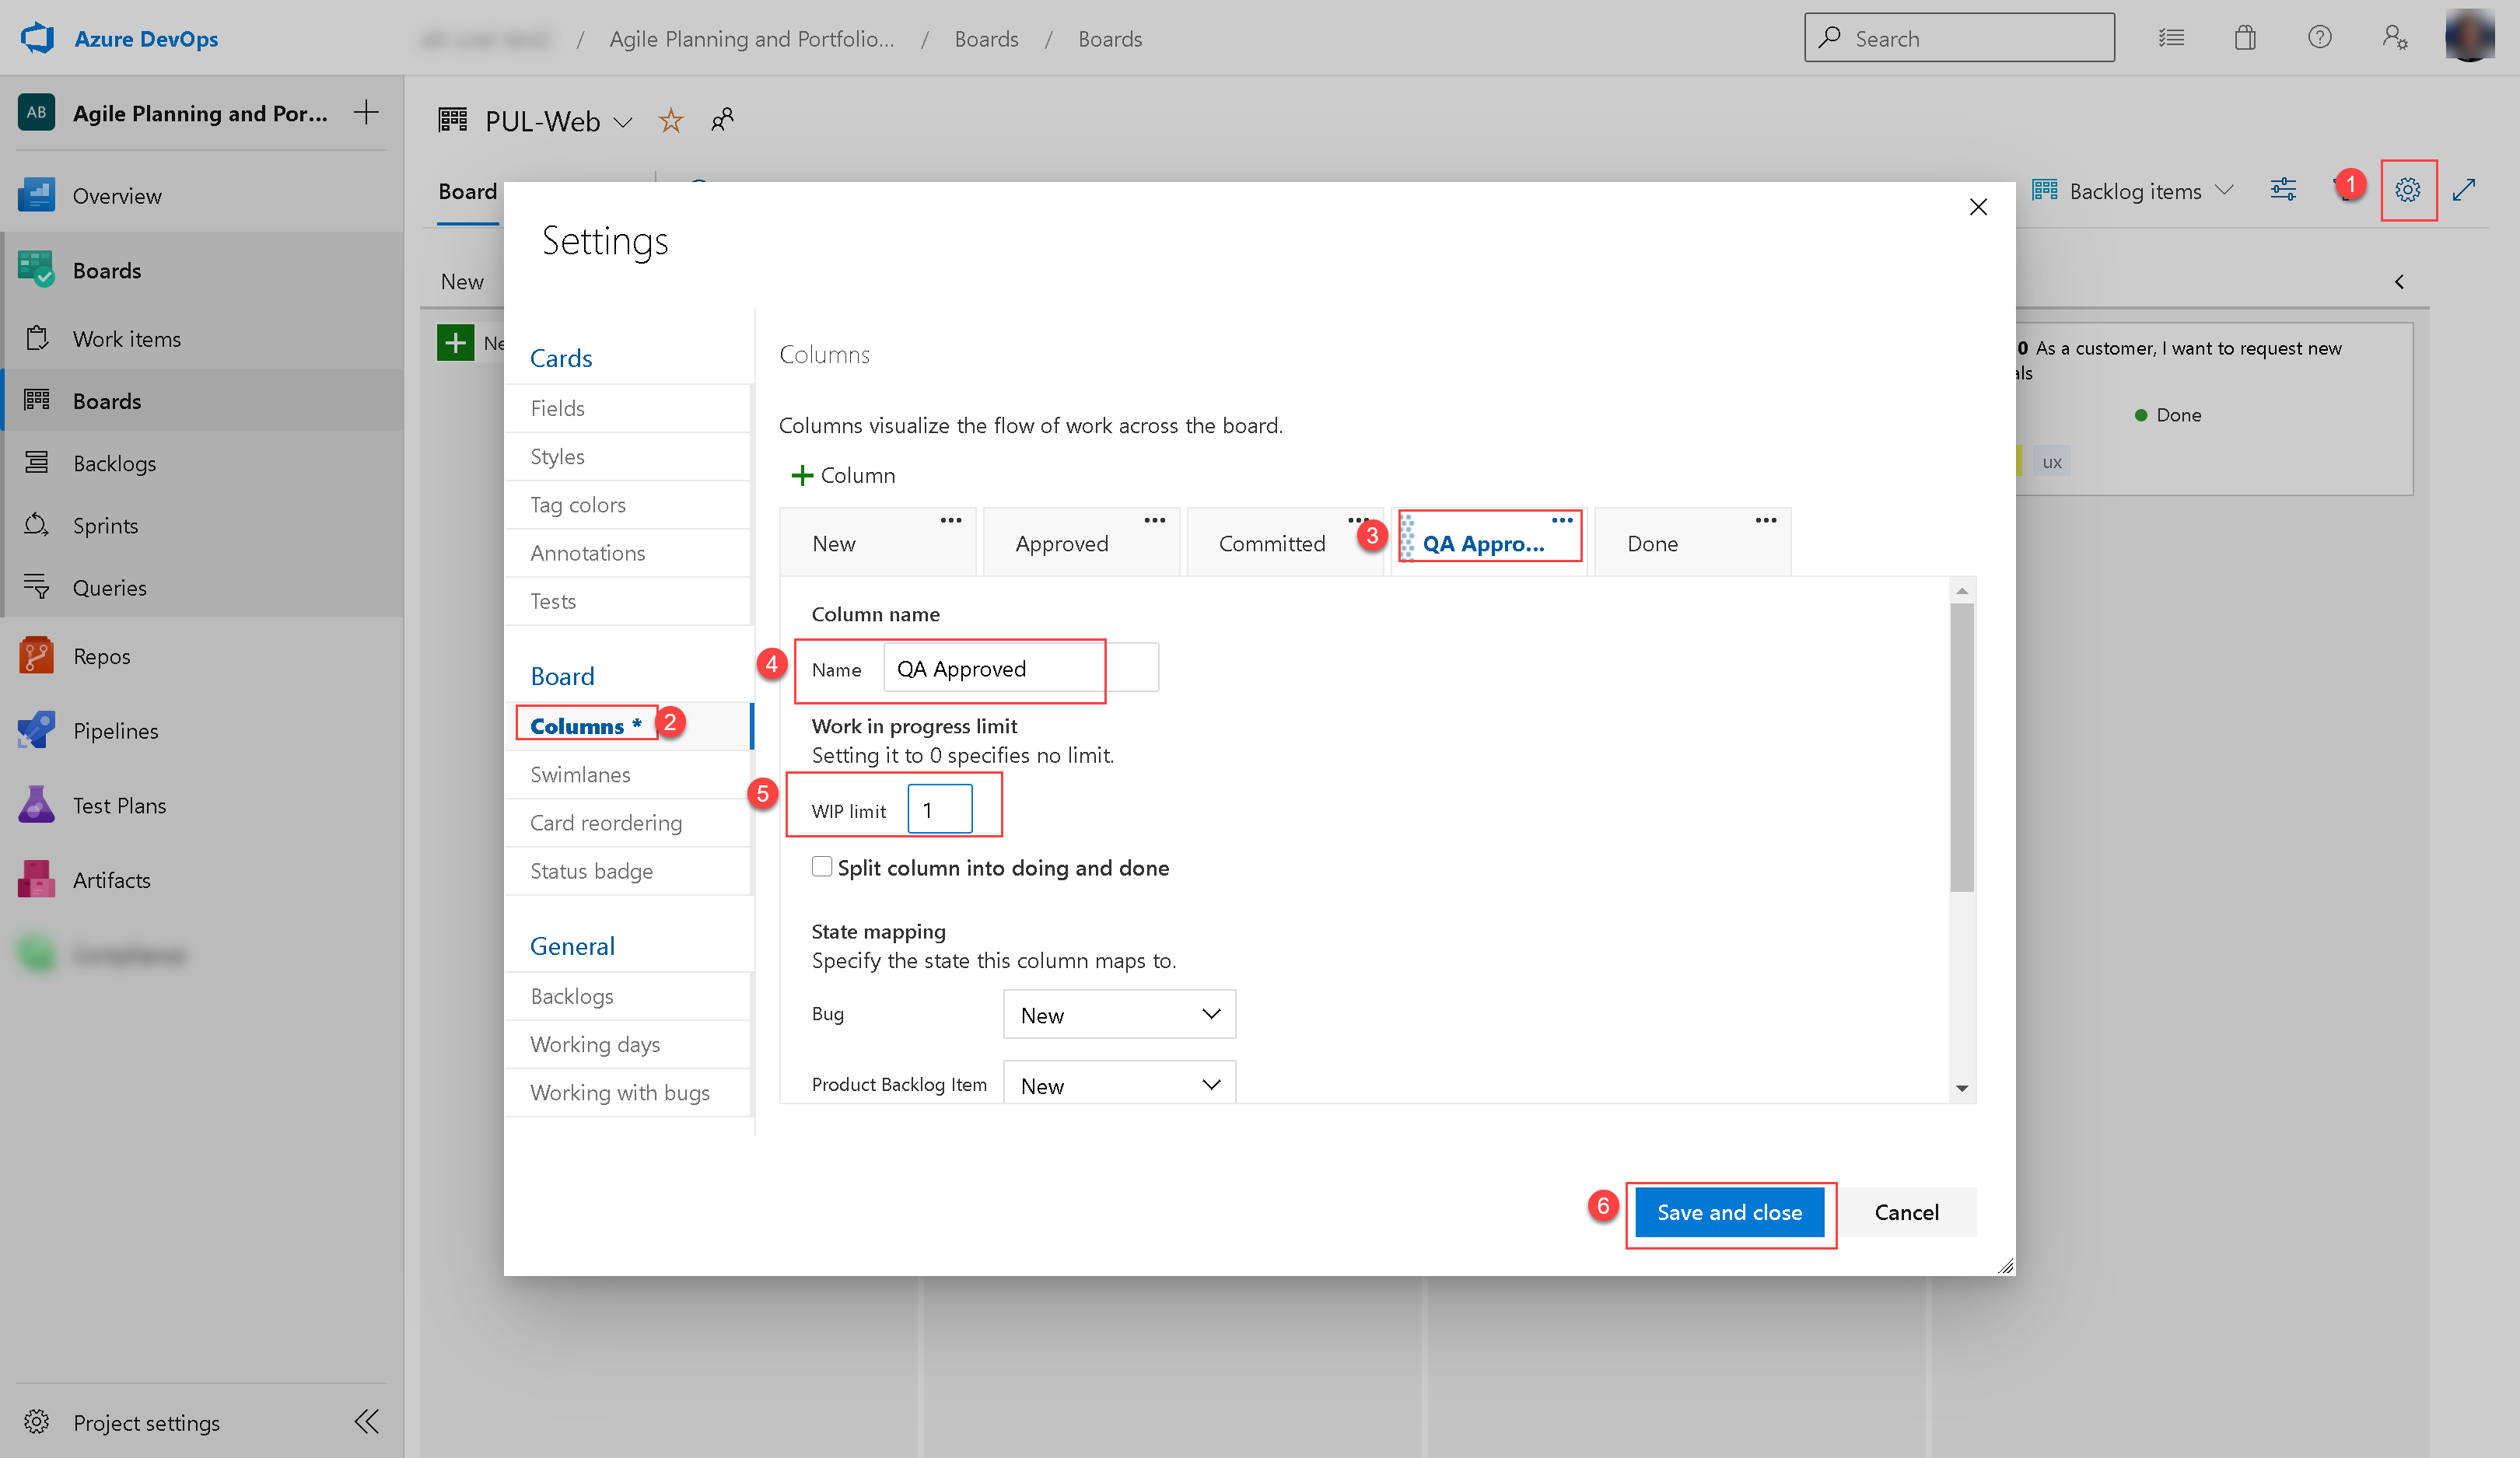 Azure DevOps
/ Agile Planning and Portfolio... / Boards / Boards
Search
AB Agile Planning and Por...
Overview
Boards
Work items
Boards
Backlogs
Sprints
Queries
Repos
Pipelines
Test Plans
Artifacts
Project settings
PUL-Web
Board
Backlog items
1
New
Ne
0 As a customer, I want to request new
als
Done
ux
Settings
Cards
Fields
Styles
Tag colors
Annotations
Tests
Board
Columns * 2
Swimlanes
Card reordering
Status badge
General
Backlogs
Working days
Working with bugs
Columns
Columns visualize the flow of work across the board.
Column
New ... Approved ... Committed ... 3 QA Appro... ... Done ...
Column name
4 Name QA Approved
Work in progress limit
Setting it to 0 specifies no limit.
5 WIP limit 1
Split column into doing and done
State mapping
Specify the state this column maps to.
Bug New
Product Backlog Item New
6 Save and close Cancel